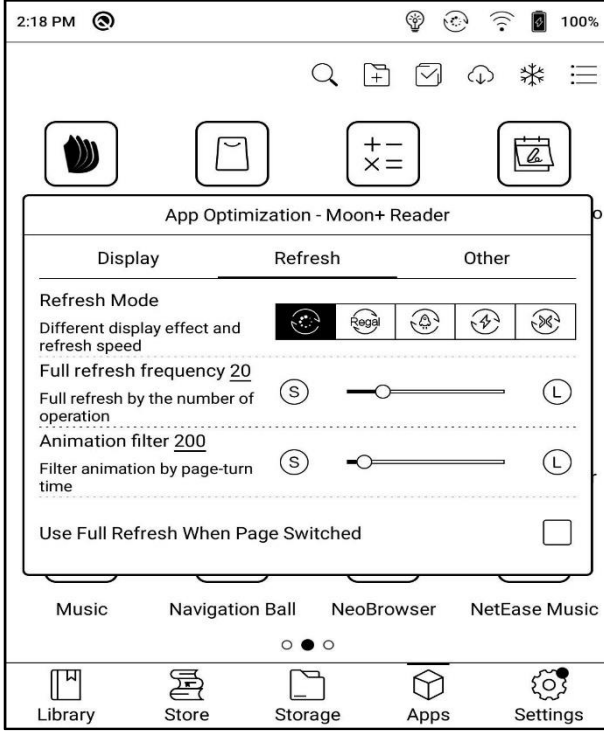 2:18 PM
100%
App Optimization - Moon+ Reader
o
Display
Refresh
Other
Refresh Mode
Different display effect and
refresh speed
Regal
Full refresh frequency 20
Full refresh by the number of
operation
S
L
Animation filter 200
Filter animation by page-turn
time
S
L
Use Full Refresh When Page Switched
Music
Navigation Ball
NeoBrowser
NetEase Music
Library
Store
Storage
Apps
Settings